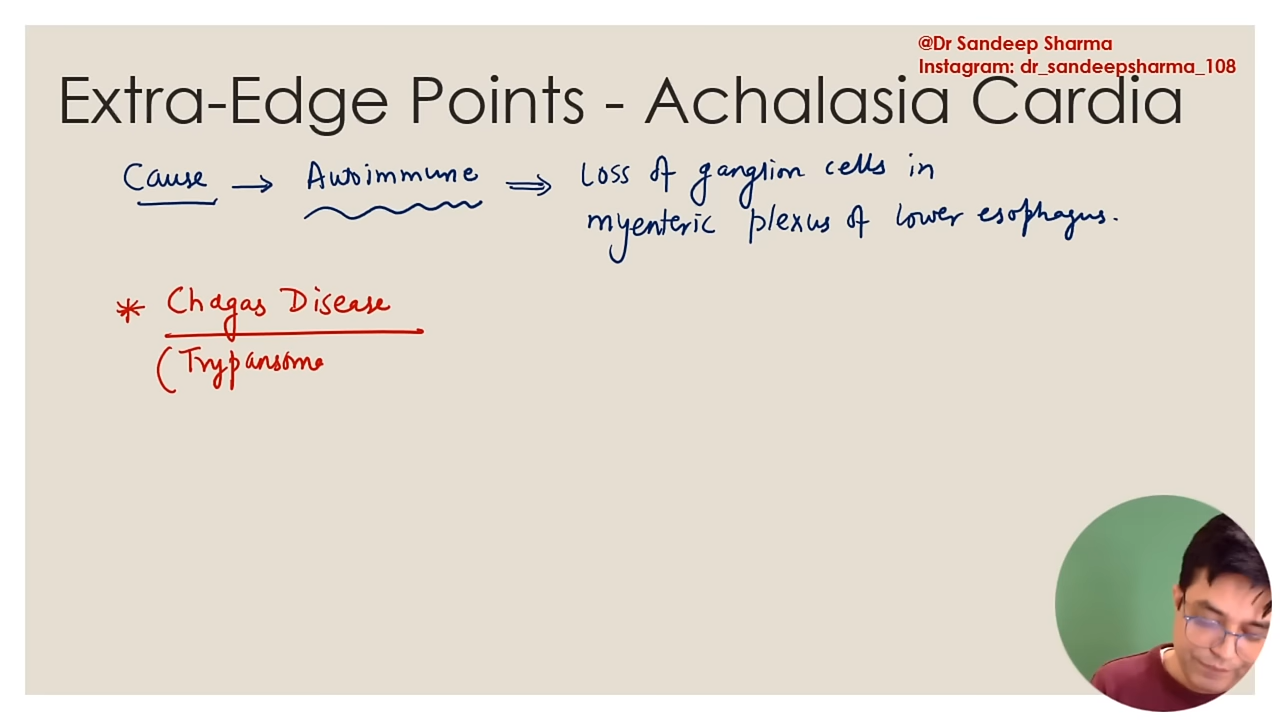 @Dr Sandeep Sharma
Instagram: dr_sandeepsharma_108
Extra-Edge Points - Achalasia Cardia
Cause → Autoimmune ⇒ Loss of ganglion cells in
myenteric plexus of lower esophagus.
* Chagas Disease
(Trypansoma